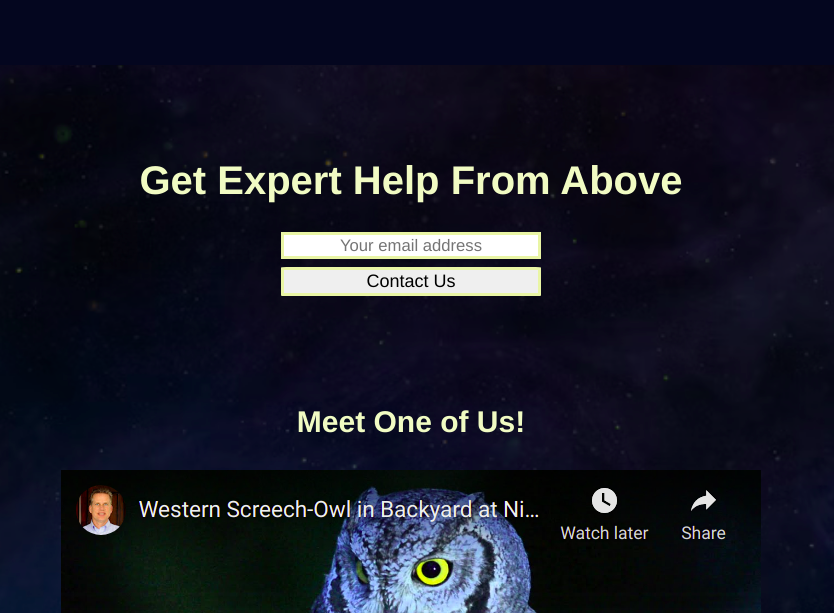 Get Expert Help From Above
Your email address
Contact Us
Meet One of Us!
Western Screech-Owl in Backyard at Ni...
Watch later
Share